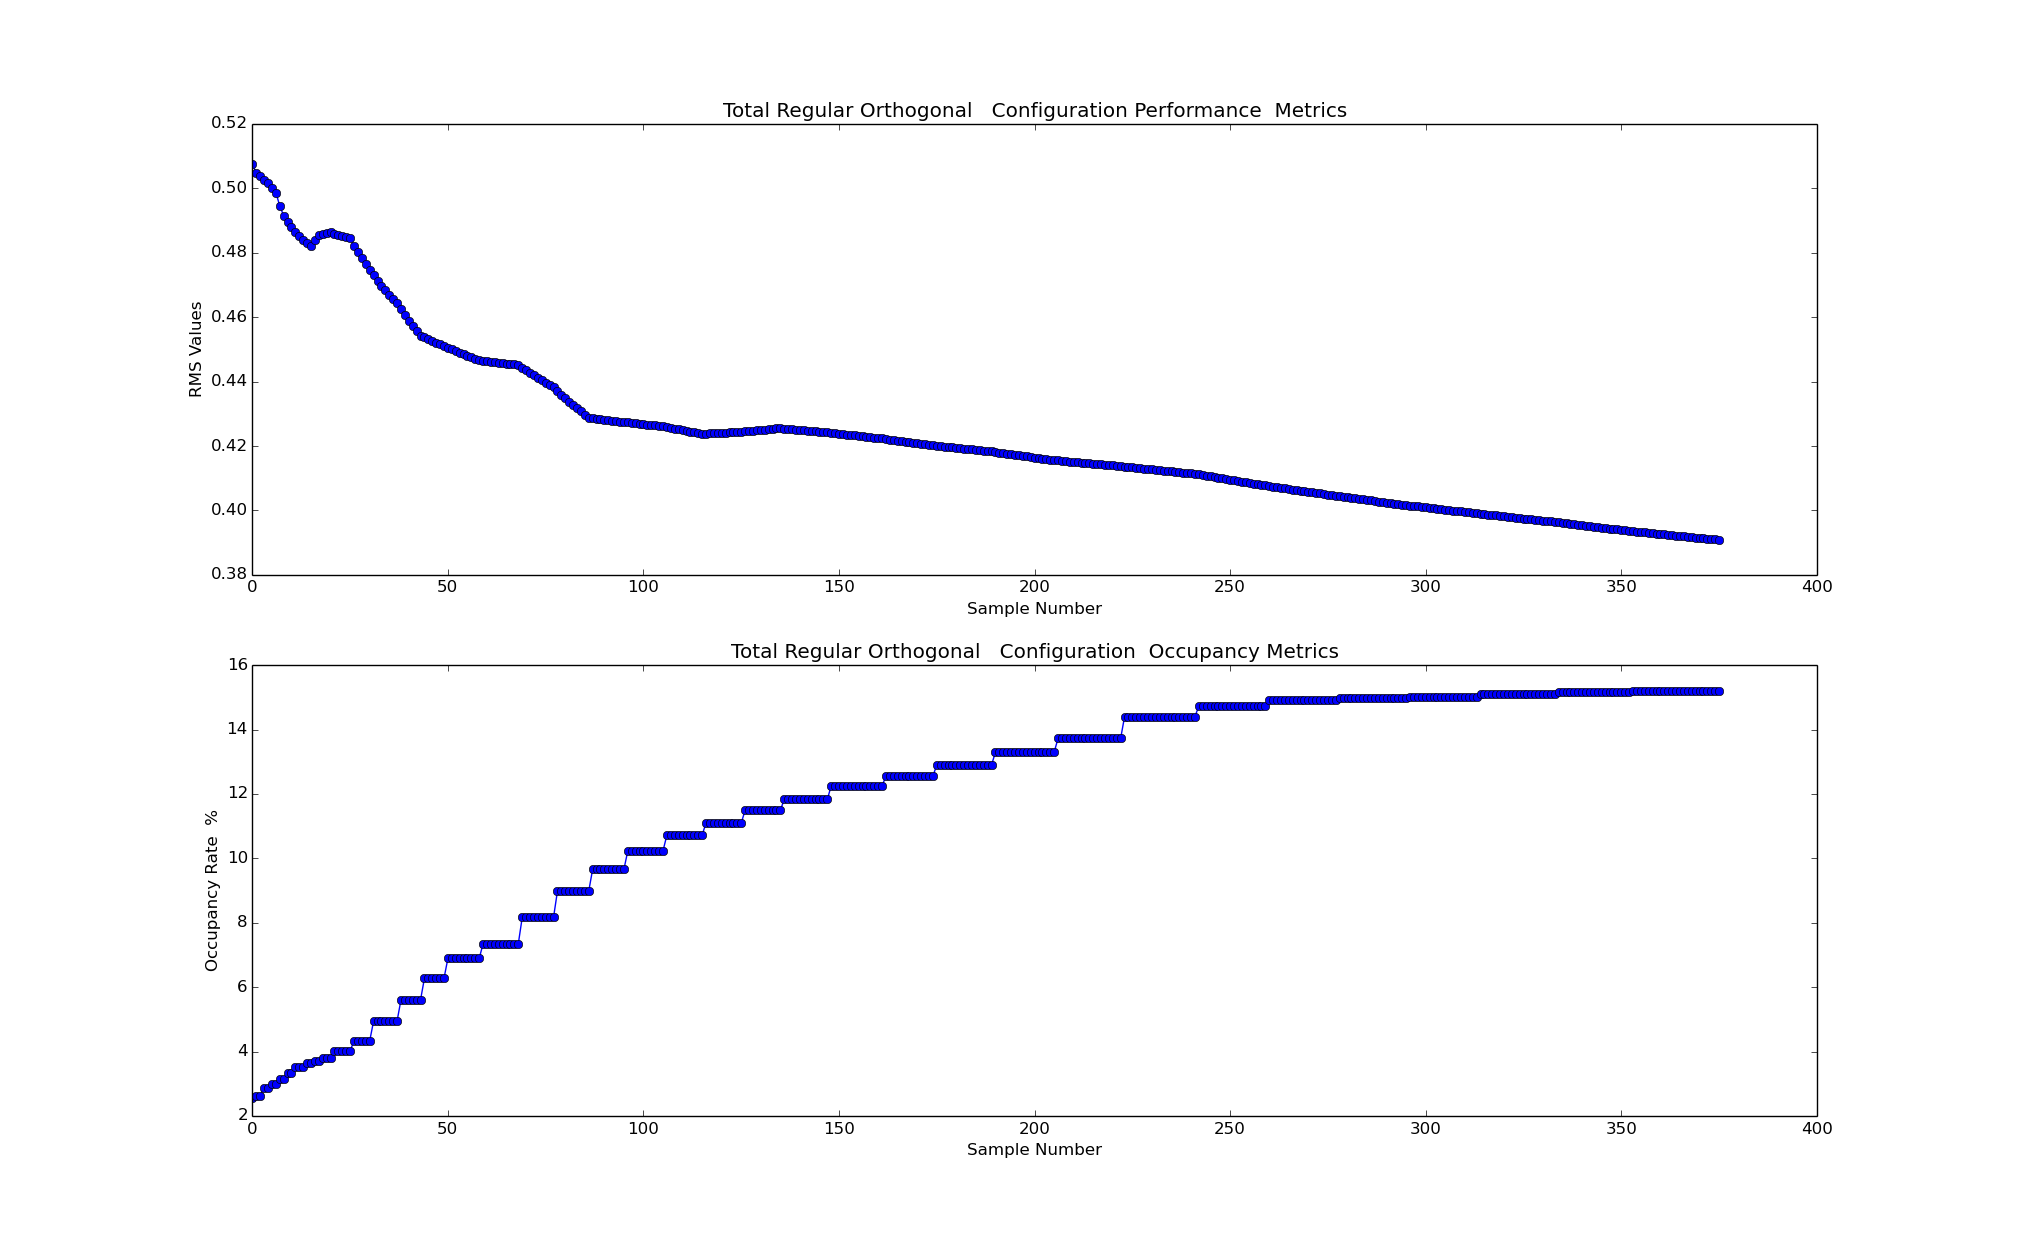 Total Regular Orthogonal   Configuration Performance  Metrics
0.52
0.50
0.48
0.46
0.44
0.42
0.40
0.38
RMS Values
0 50 100 150 200 250 300 350 400
Sample Number
Total Regular Orthogonal   Configuration  Occupancy Metrics
16
14
12
10
8
6
4
2
Occupancy Rate  %
0 50 100 150 200 250 300 350 400
Sample Number